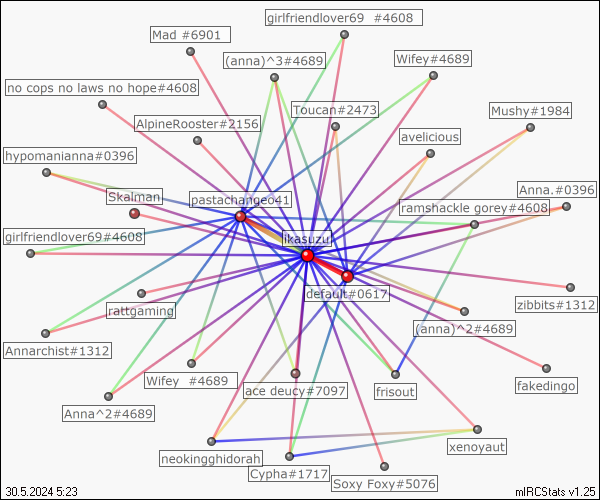 girlfriendlover69 #4608
Mad #6901
(anna)^3#4689
Wifey#4689
no cops no laws no hope#4608
Toucan#2473
Mushy#1984
AlpineRooster#2156
avelicious
hypomanianna#0396
Skalman
pastachangeo41
Anna.#0396
ramshackle gorey#4608
girlfriendlover69#4608
ikasuzu
default#0617
rattgaming
zibbits#1312
(anna)^2#4689
Annarchist#1312
Wifey #4689
ace deucy#7097
frisout
fakedingo
Anna^2#4689
neokingghidorah
xenoyaut
Cypha#1717
Soxy Foxy#5076
30.5.2024 5:23
mIRCStats v1.25